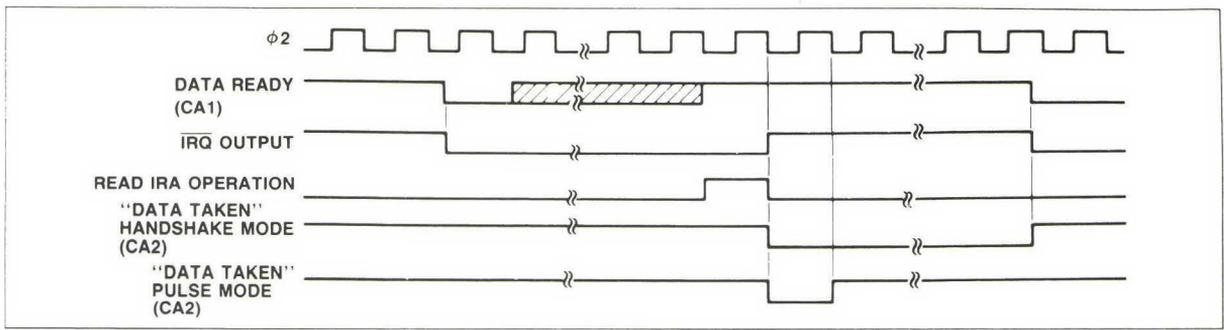 ϕ2
DATA READY
(CA1)
IRQ OUTPUT
READ IRA OPERATION
"DATA TAKEN"
HANDSHAKE MODE
(CA2)
"DATA TAKEN"
PULSE MODE
(CA2)